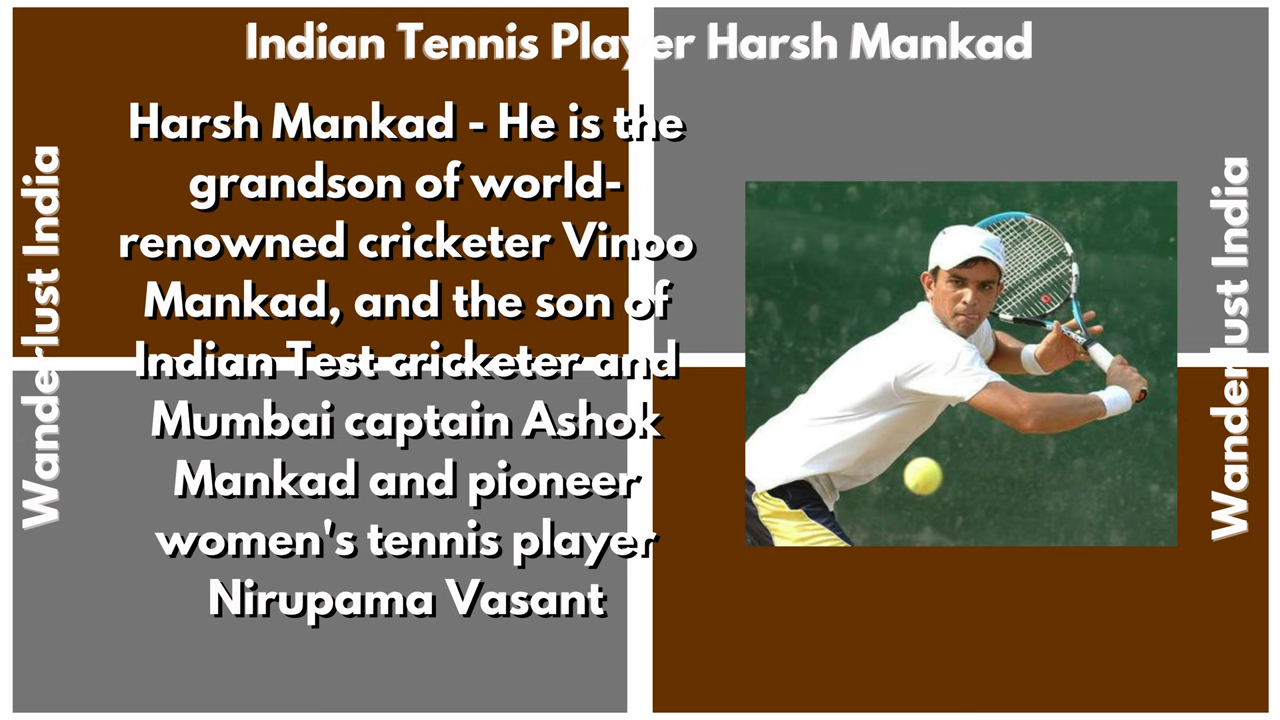 Indian Tennis Player Harsh Mankad
Harsh Mankad - He is the
grandson of world-
renowned cricketer Vinoo
Mankad, and the son of
Indian Test cricketer and
Mumbai captain Ashok
Mankad and pioneer
women's tennis player
Nirupama Vasant
Wanderlust India
Wanderlust India